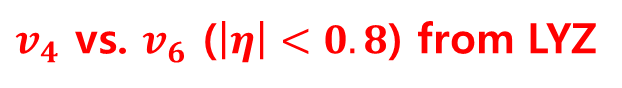 v₄ vs. v₆ (|η| < 0.8) from LYZ